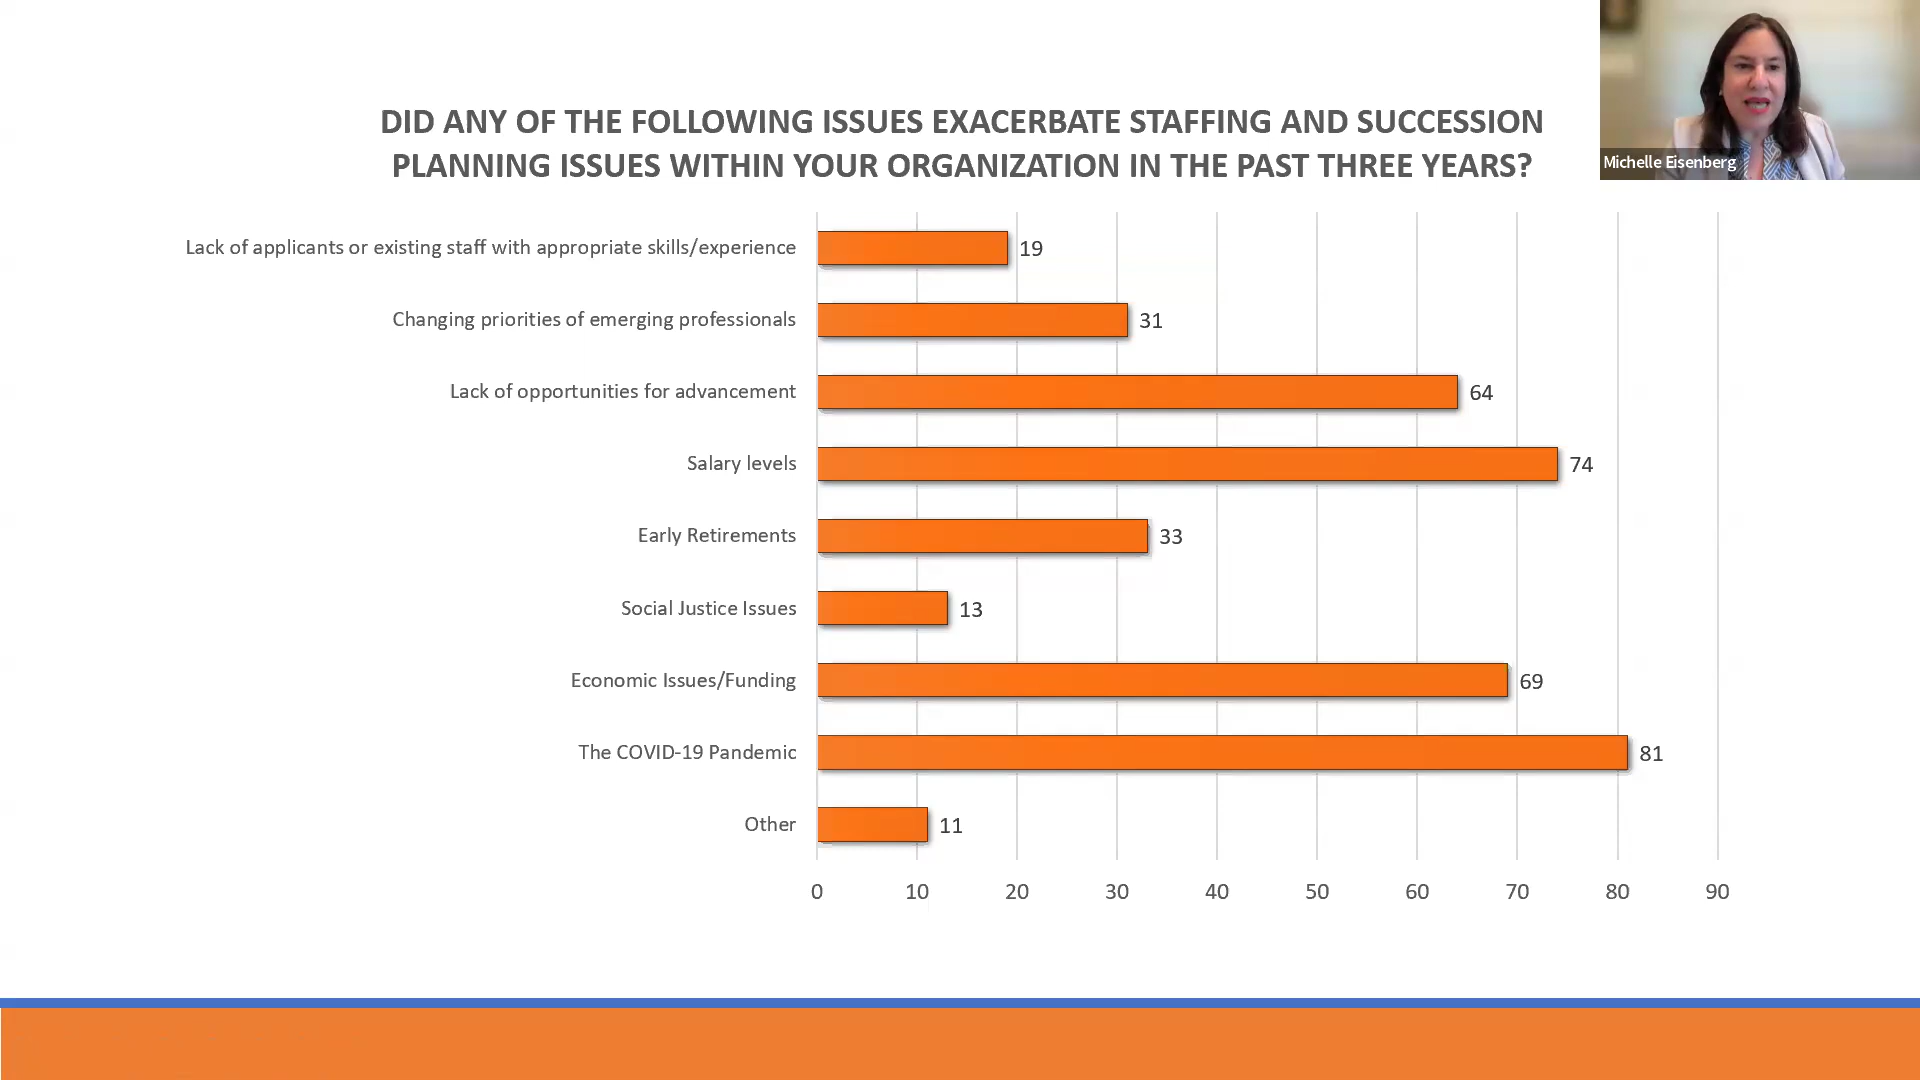 DID ANY OF THE FOLLOWING ISSUES EXACERBATE STAFFING AND SUCCESSION
PLANNING ISSUES WITHIN YOUR ORGANIZATION IN THE PAST THREE YEARS?
Michelle Eisenberg
Lack of applicants or existing staff with appropriate skills/experience 19
Changing priorities of emerging professionals 31
Lack of opportunities for advancement 64
Salary levels 74
Early Retirements 33
Social Justice Issues 13
Economic Issues/Funding 69
The COVID-19 Pandemic 81
Other 11
0 10 20 30 40 50 60 70 80 90